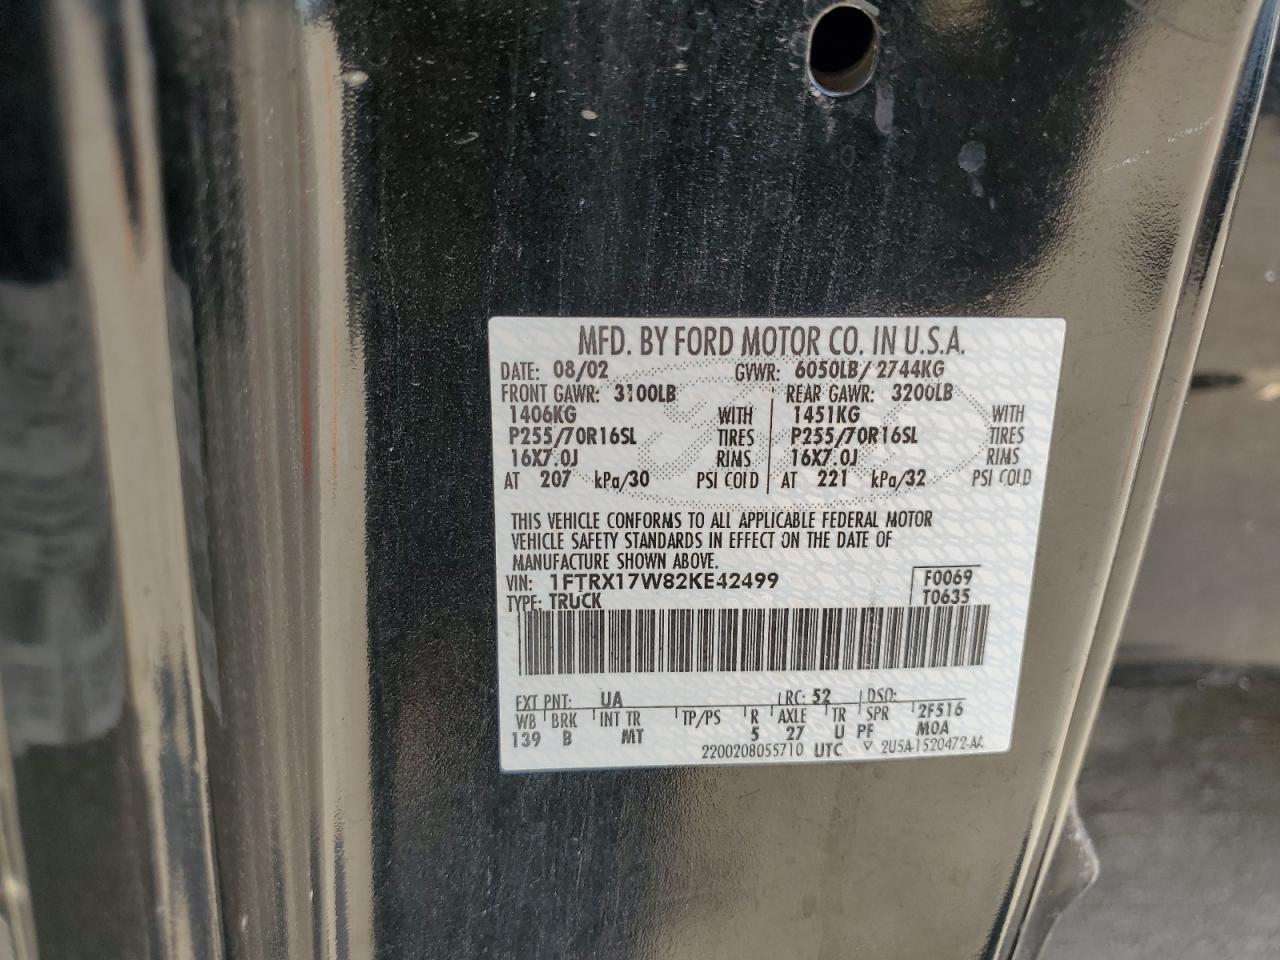 MFD. BY FORD MOTOR CO. IN U.S.A.
DATE: 08/02 GVWR: 6050LB/ 2744KG
FRONT GAWR: 3100LB REAR GAWR: 3200LB
1406KG WITH 1451KG WITH
P255/70R16SL TIRES P255/70R16SL TIRES
16X7.0J RIMS 16X7.0J RIMS
AT 207 kPa/30 PSI COLD AT 221 kPa/32 PSI COLD
THIS VEHICLE CONFORMS TO ALL APPLICABLE FEDERAL MOTOR
VEHICLE SAFETY STANDARDS IN EFFECT ON THE DATE OF
MANUFACTURE SHOWN ABOVE.
VIN: 1FTRX17W82KE42499 F0069
TYPE: TRUCK T0635
EXT PNT: UA RC: 52 DSO:
WB BRK INT TR TP/PS R AXLE TR SPR 2F516
139 B MT 5 27 U PF M0A
2200208055710 UTC ▽ 2U5A-1520472-AA